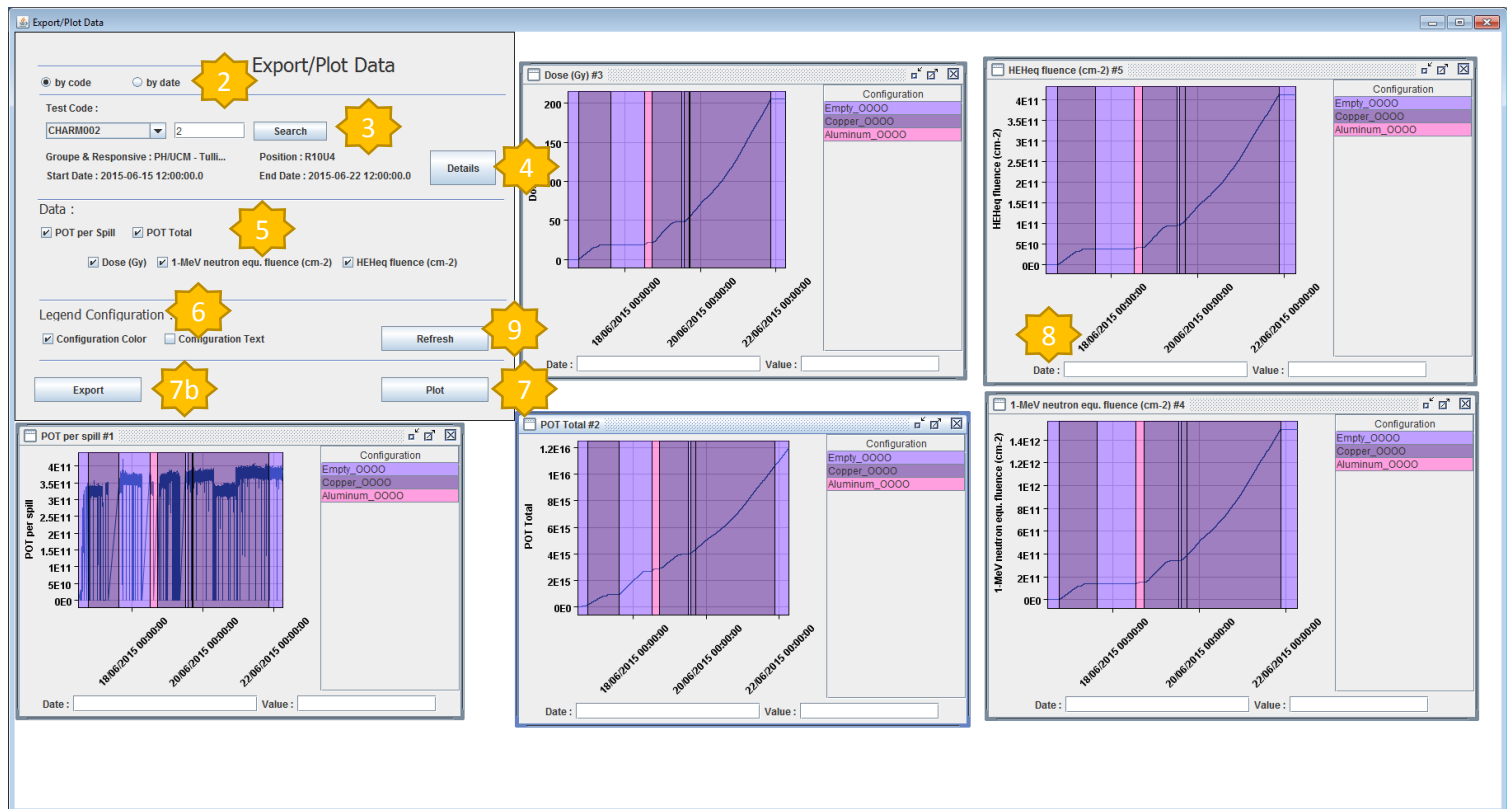 Export/Plot Data
Export/Plot Data
by code
by date
2
Test Code :
CHARM002
2
Search
3
Groupe & Responsive : PH/UCM - Tulli...
Position : R10U4
Start Date : 2015-06-15 12:00:00.0
End Date : 2015-06-22 12:00:00.0
Details
4
Data :
5
POT per Spill
POT Total
Dose (Gy)
1-MeV neutron equ. fluence (cm-2)
HEHeq fluence (cm-2)
Legend Configuration :
6
Configuration Color
Configuration Text
Refresh
9
Export
7b
Plot
7
Dose (Gy) #3
200
150
100
50
0
18/06/2015 00:00:00
20/06/2015 00:00:00
22/06/2015 00:00:00
Configuration
Empty_OOOO
Copper_OOOO
Aluminum_OOOO
Date :
Value :
HEHeq fluence (cm-2) #5
HEHeq fluence (cm-2)
4E11
3.5E11
3E11
2.5E11
2E11
1.5E11
1E11
5E10
0E0
18/06/2015 00:00:00
20/06/2015 00:00:00
22/06/2015 00:00:00
Configuration
Empty_OOOO
Copper_OOOO
Aluminum_OOOO
8
Date :
Value :
POT per spill #1
POT per spill
4E11
3.5E11
3E11
2.5E11
2E11
1.5E11
1E11
5E10
0E0
18/06/2015 00:00:00
20/06/2015 00:00:00
22/06/2015 00:00:00
Configuration
Empty_OOOO
Copper_OOOO
Aluminum_OOOO
Date :
Value :
POT Total #2
POT Total
1.2E16
1E16
8E15
6E15
4E15
2E15
0E0
18/06/2015 00:00:00
20/06/2015 00:00:00
22/06/2015 00:00:00
Configuration
Empty_OOOO
Copper_OOOO
Aluminum_OOOO
Date :
Value :
1-MeV neutron equ. fluence (cm-2) #4
1-MeV neutron equ. fluence (cm-2)
1.4E12
1.2E12
1E12
8E11
6E11
4E11
2E11
0E0
18/06/2015 00:00:00
20/06/2015 00:00:00
22/06/2015 00:00:00
Configuration
Empty_OOOO
Copper_OOOO
Aluminum_OOOO
Date :
Value :